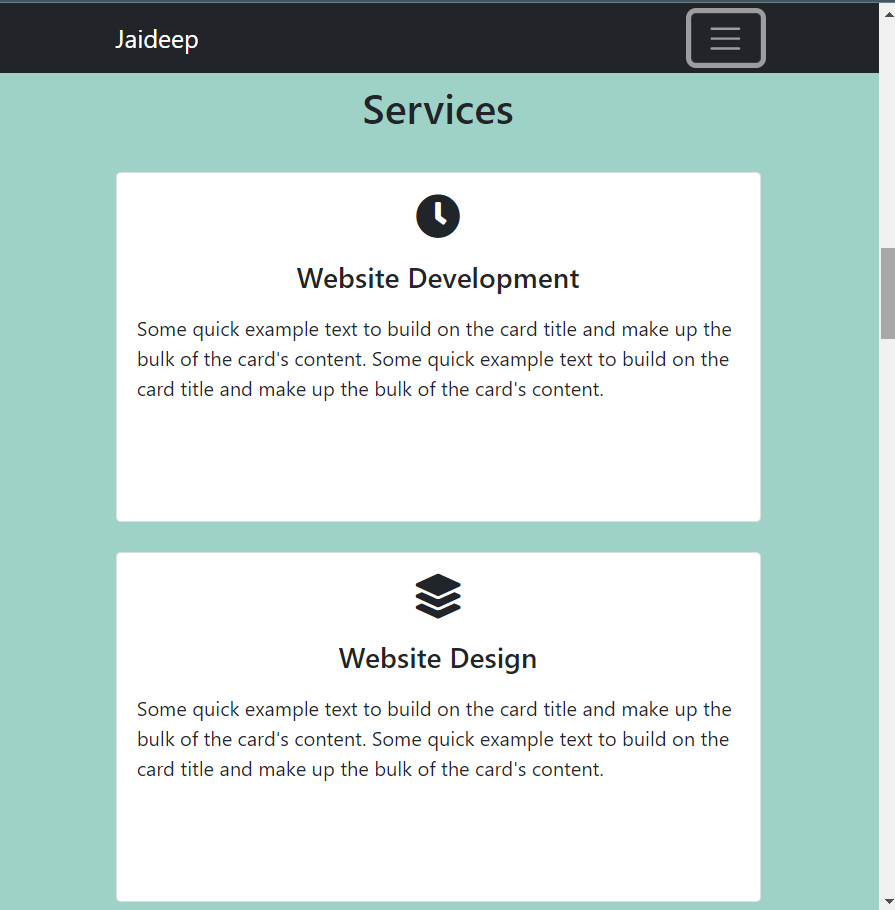 Jaideep
Services
Website Development
Some quick example text to build on the card title and make up the
bulk of the card's content. Some quick example text to build on the
card title and make up the bulk of the card's content.
Website Design
Some quick example text to build on the card title and make up the
bulk of the card's content. Some quick example text to build on the
card title and make up the bulk of the card's content.